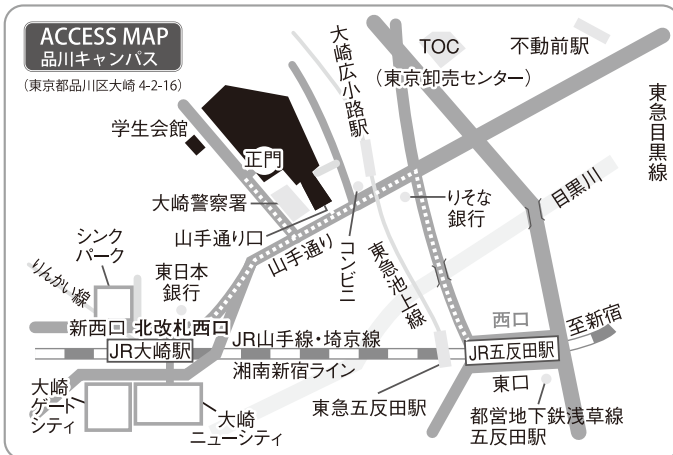 ACCESS MAP
品川キャンパス
(東京都品川区大崎 4-2-16)
学生会館
正門
大崎警察署
山手通り口
山手通り
コンビニ
大崎広小路駅
TOC
(東京卸売センター)
不動前駅
東急目黒線
目黒川
りそな
銀行
東急池上線
シンク
パーク
りんかい線
東日本
銀行
新西口
北改札西口
JR大崎駅
JR山手線・埼京線
湘南新宿ライン
西口
JR五反田駅
至新宿
東口
大崎
ゲート
シティ
大崎
ニューシティ
東急五反田駅
都営地下鉄浅草線
五反田駅